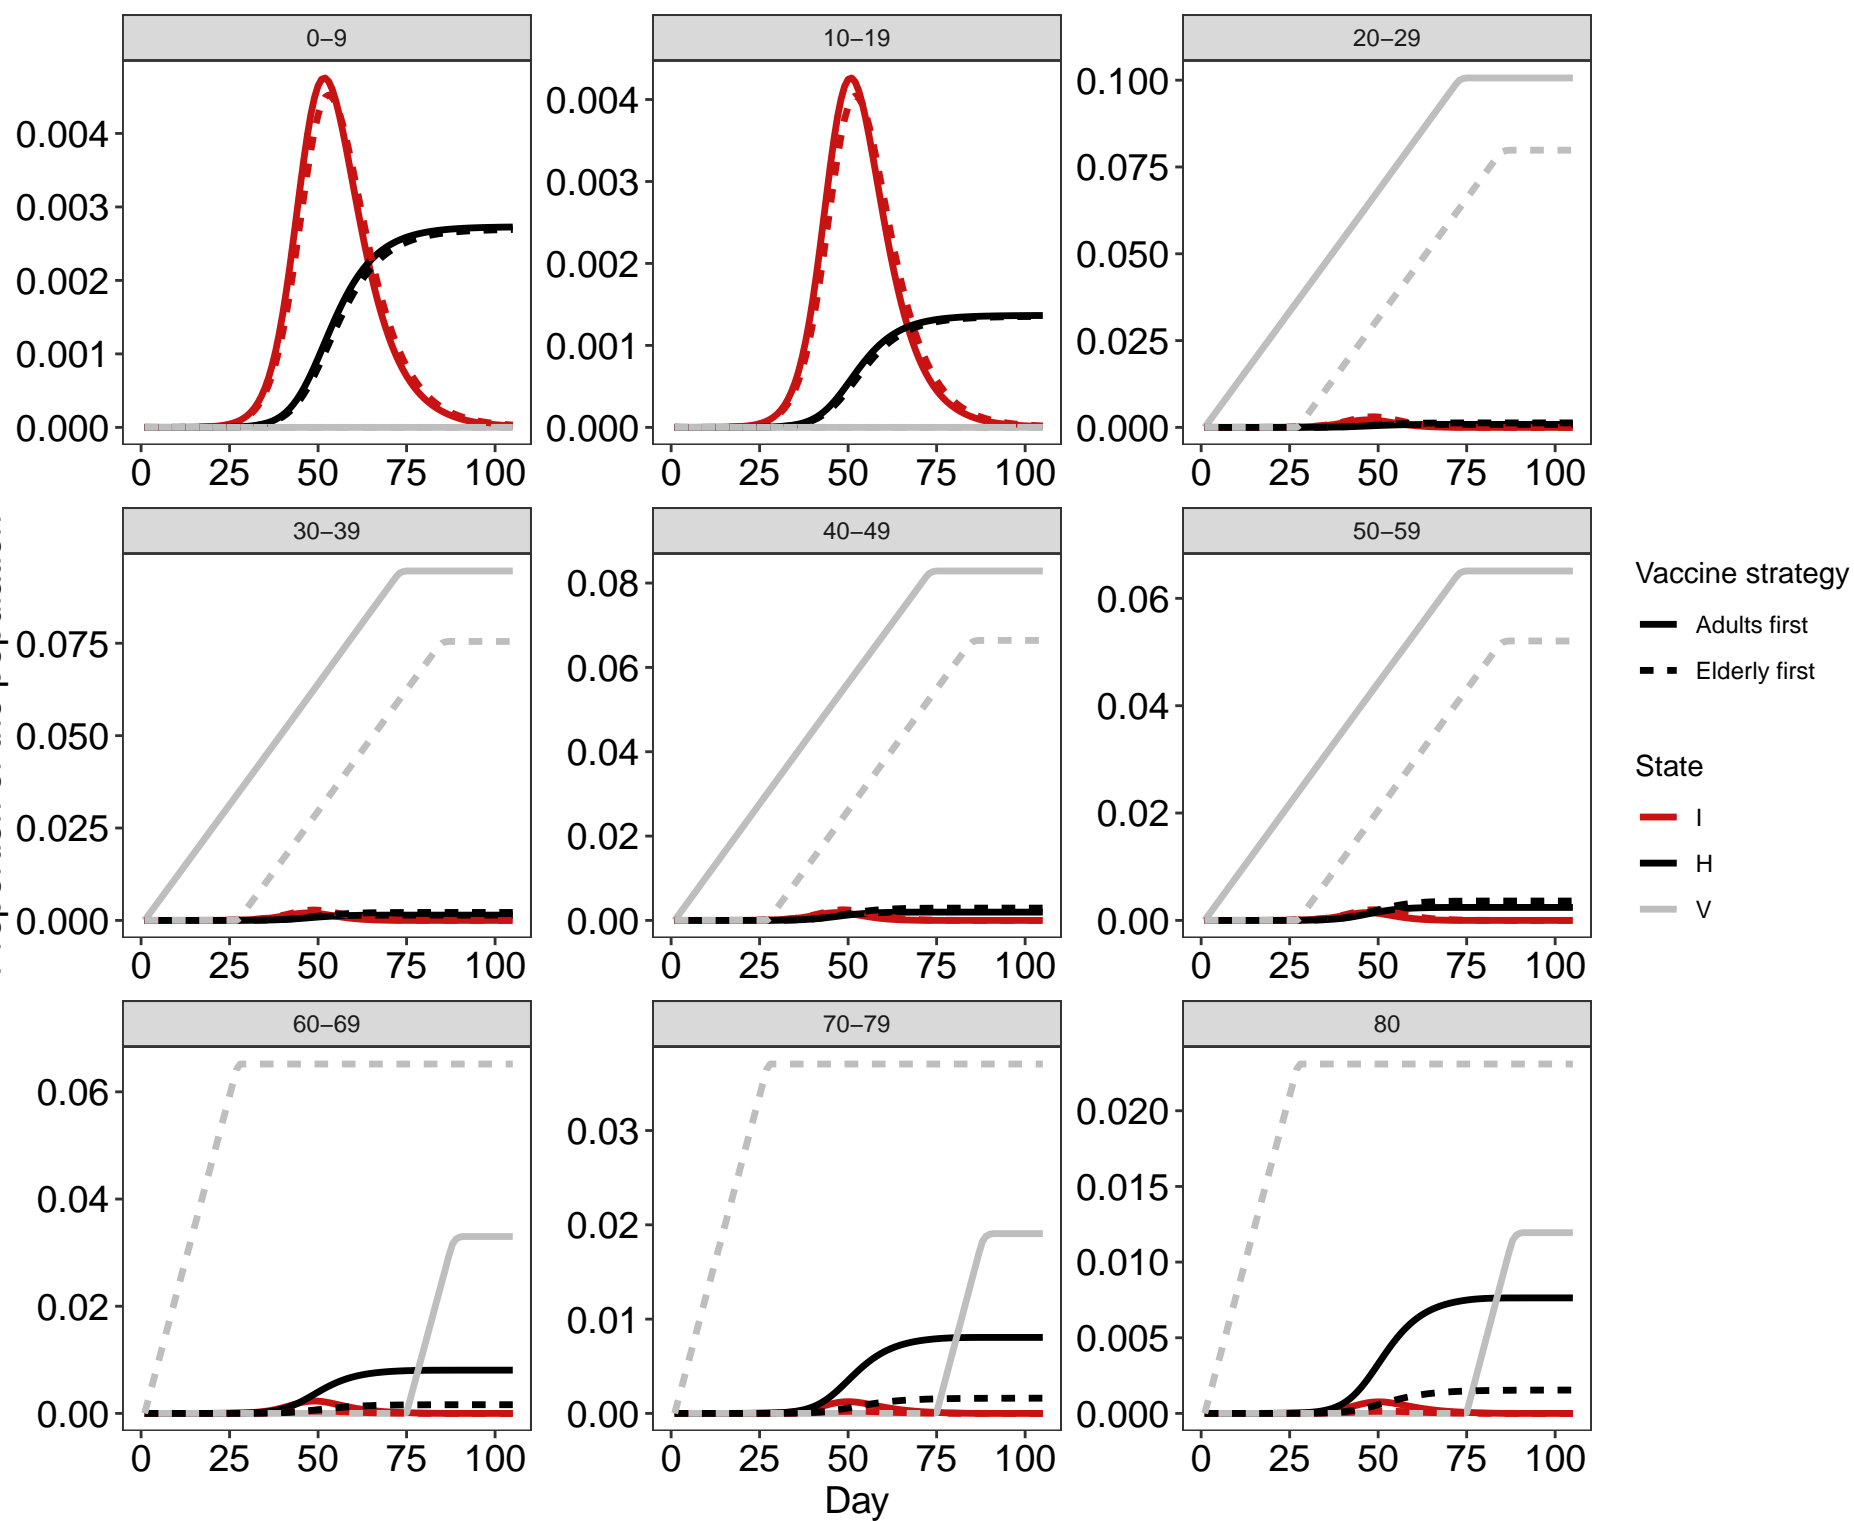 0–9 10–19 20–29
0.004 0.003 0.002 0.001 0.000
0.004 0.003 0.002 0.001 0.000
0.100 0.075 0.050 0.025 0.000
0 25 50 75 100 0 25 50 75 100 0 25 50 75 100
30–39 40–49 50–59
0.075 0.050 0.025 0.000
0.08 0.06 0.04 0.02 0.00
0.06 0.04 0.02 0.00
0 25 50 75 100 0 25 50 75 100 0 25 50 75 100
60–69 70–79 80
0.06 0.04 0.02 0.00
0.03 0.02 0.01 0.00
0.020 0.015 0.010 0.005 0.000
0 25 50 75 100 0 25 50 75 100 0 25 50 75 100
Day
Vaccine strategy
Adults first
Elderly first
State
I
H
V